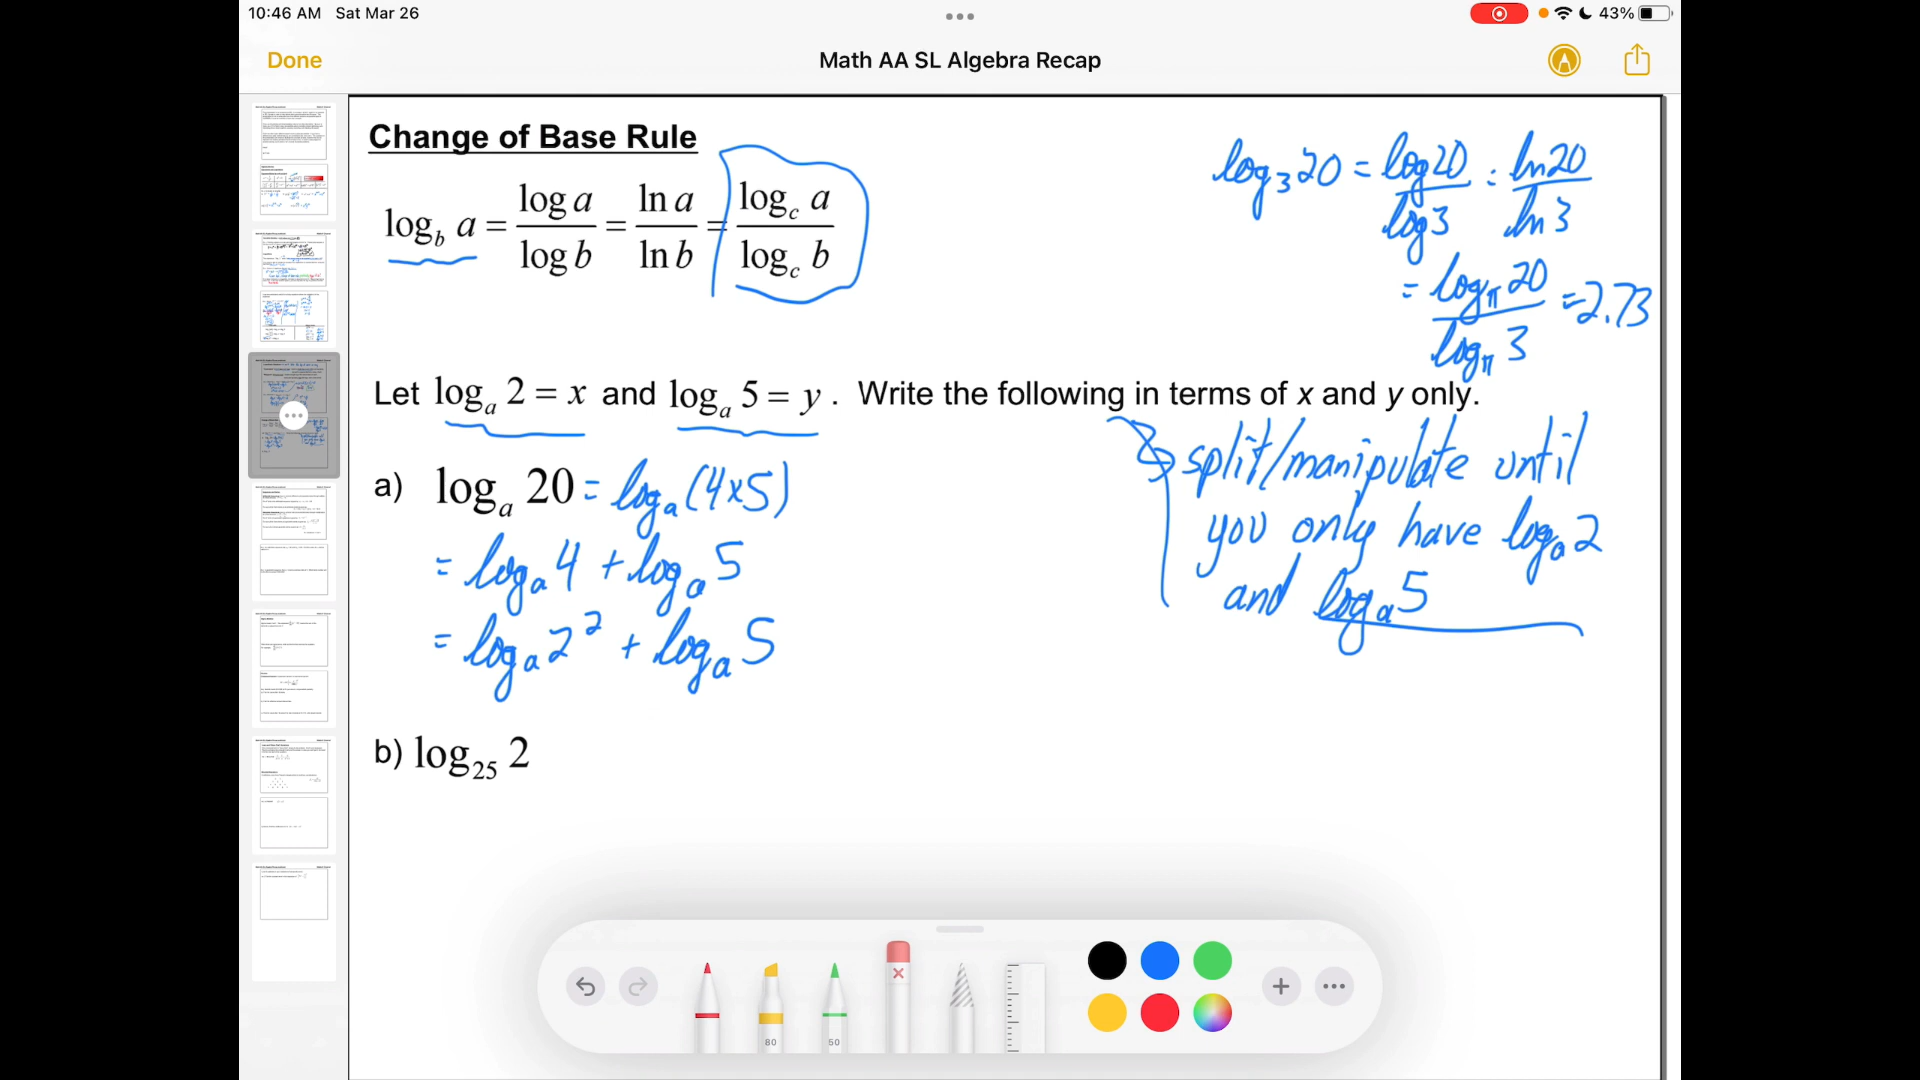 10:46 AM Sat Mar 26
43%
Done
Math AA SL Algebra Recap
Change of Base Rule
log_b a = log a / log b = ln a / ln b = log_c a / log_c b
log_3 20 = log 20 / log 3 = ln 20 / ln 3
= log_π 20 / log_π 3 = 2.73
Let log_a 2 = x and log_a 5 = y . Write the following in terms of x and y only.
split/manipulate until
you only have log_a 2
and log_a 5
a) log_a 20 = log_a (4×5)
= log_a 4 + log_a 5
= log_a 2² + log_a 5
b) log_25 2
80
50